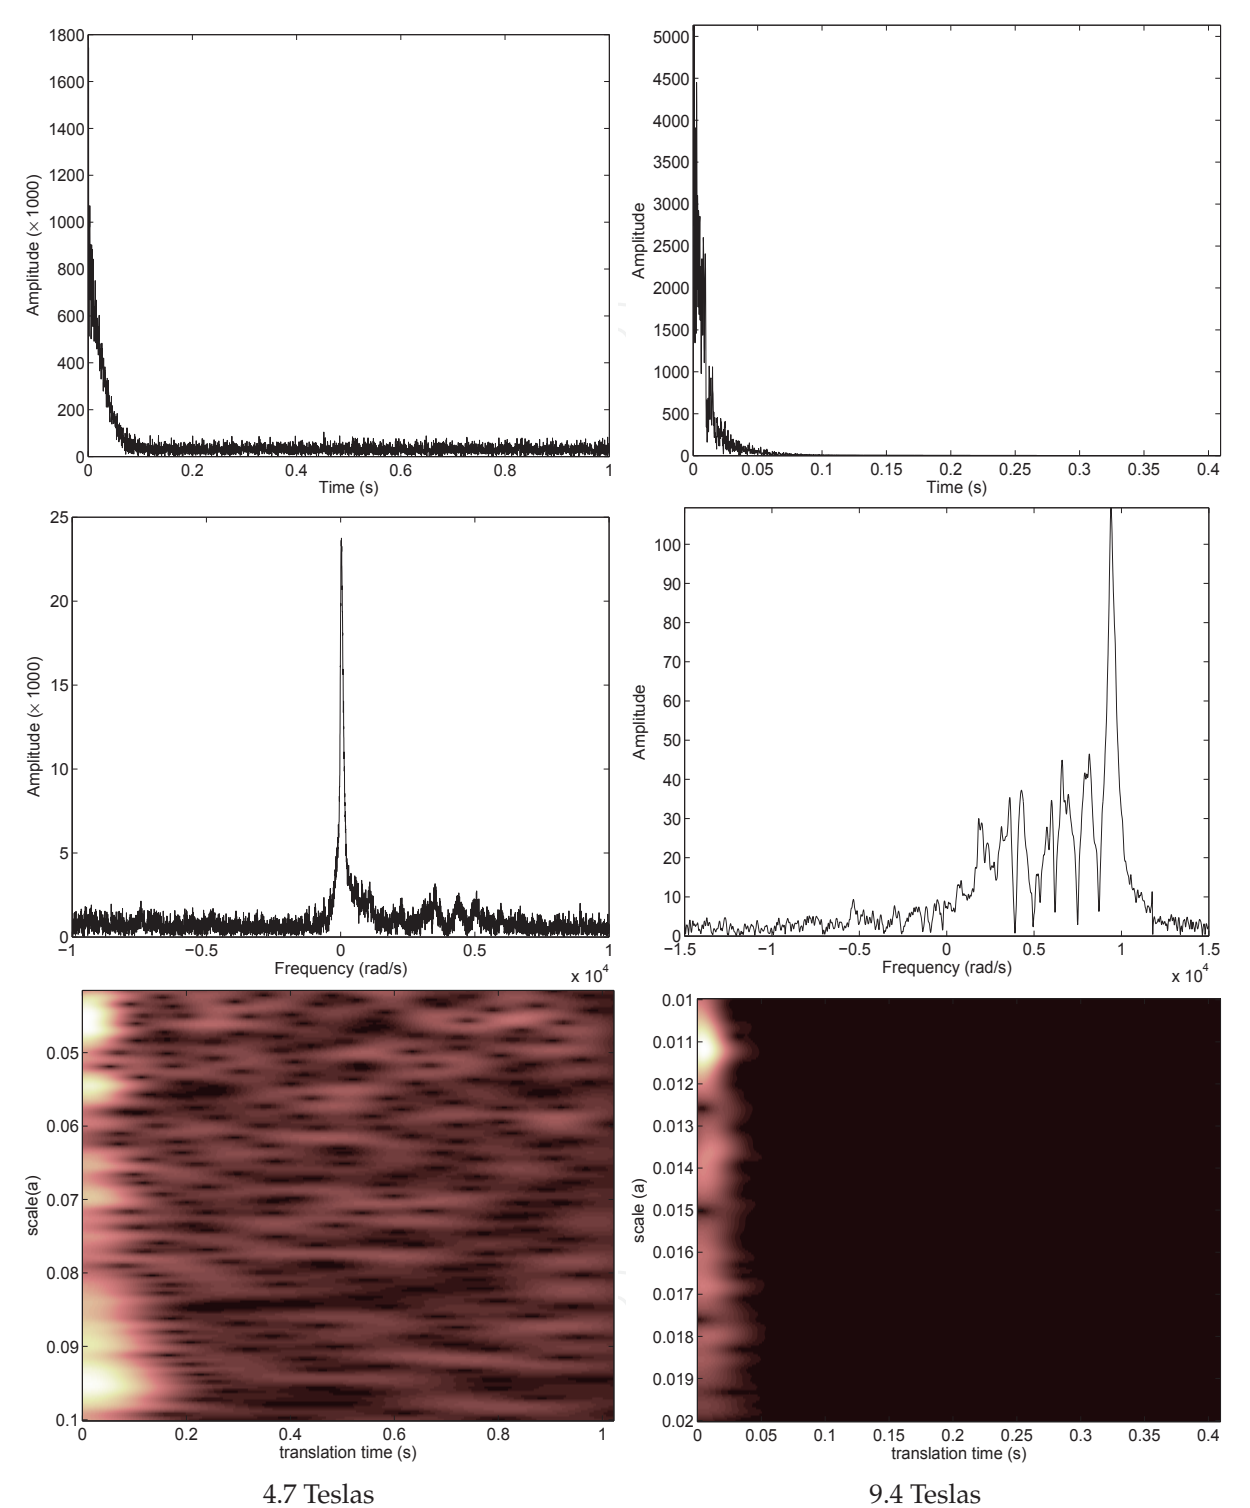 1800
1600
1400
1200
1000
800
600
400
200
0
Amplitude (× 1000)
0 0.2 0.4 0.6 0.8 1
Time (s)
5000
4500
4000
3500
3000
2500
2000
1500
1000
500
0
Amplitude
0 0.05 0.1 0.15 0.2 0.25 0.3 0.35 0.4
Time (s)
25
20
15
10
5
0
Amplitude (× 1000)
−1 −0.5 0 0.5 1
Frequency (rad/s)
x 10^4
100
90
80
70
60
50
40
30
20
10
0
Amplitude
−1.5 −1 −0.5 0 0.5 1 1.5
Frequency (rad/s)
x 10^4
0.05
0.06
0.07
0.08
0.09
0.1
scale(a)
0 0.2 0.4 0.6 0.8 1
translation time (s)
4.7 Teslas
0.01
0.011
0.012
0.013
0.014
0.015
0.016
0.017
0.018
0.019
0.02
scale (a)
0 0.05 0.1 0.15 0.2 0.25 0.3 0.35 0.4
translation time (s)
9.4 Teslas